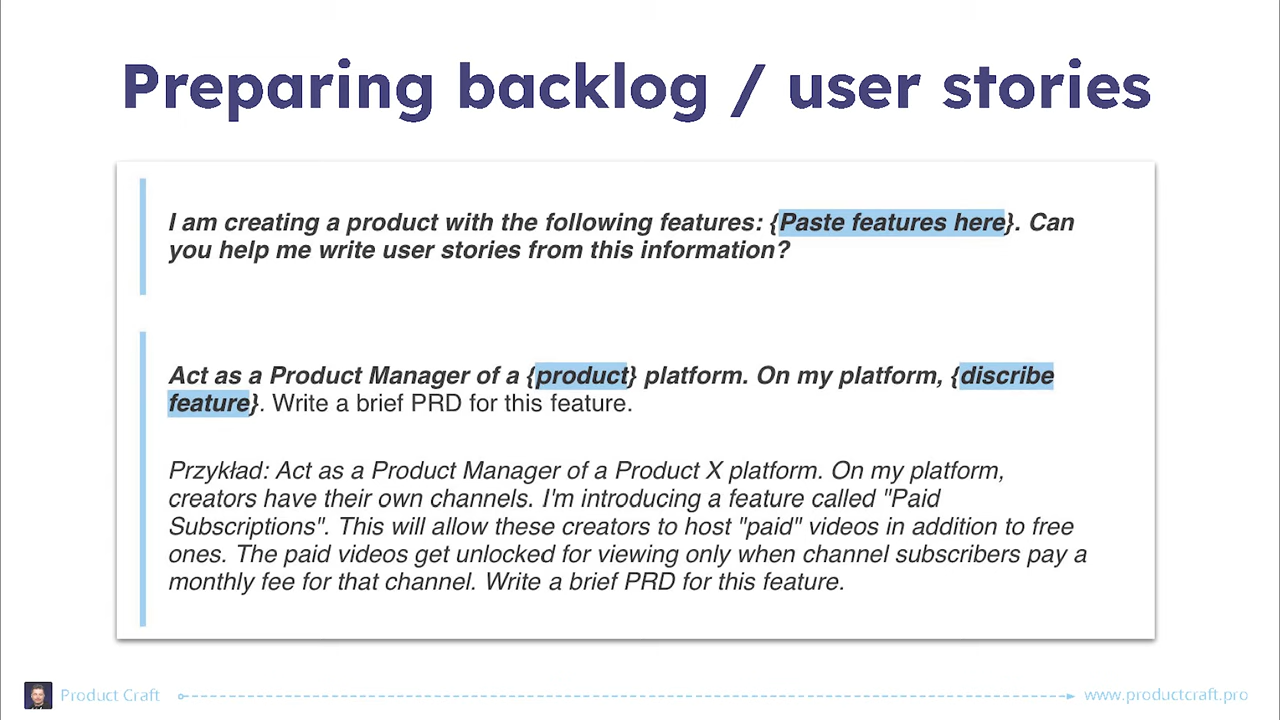 Preparing backlog / user stories
I am creating a product with the following features: {Paste features here}. Can
you help me write user stories from this information?
Act as a Product Manager of a {product} platform. On my platform, {discribe
feature}. Write a brief PRD for this feature.
Przykład: Act as a Product Manager of a Product X platform. On my platform,
creators have their own channels. I'm introducing a feature called "Paid
Subscriptions". This will allow these creators to host "paid" videos in addition to free
ones. The paid videos get unlocked for viewing only when channel subscribers pay a
monthly fee for that channel. Write a brief PRD for this feature.
Product Craft
www.productcraft.pro